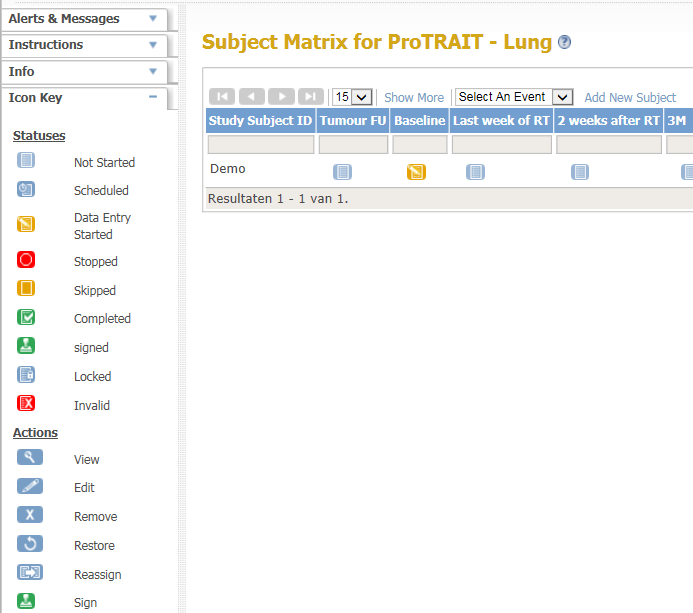 Alerts & Messages
Instructions
Info
Icon Key
Statuses
Not Started
Scheduled
Data Entry
Started
Stopped
Skipped
Completed
signed
Locked
Invalid
Actions
View
Edit
Remove
Restore
Reassign
Sign
Subject Matrix for ProTRAIT - Lung
15 Show More Select An Event Add New Subject
Study Subject ID Tumour FU Baseline Last week of RT 2 weeks after RT 3M
Demo
Resultaten 1 - 1 van 1.